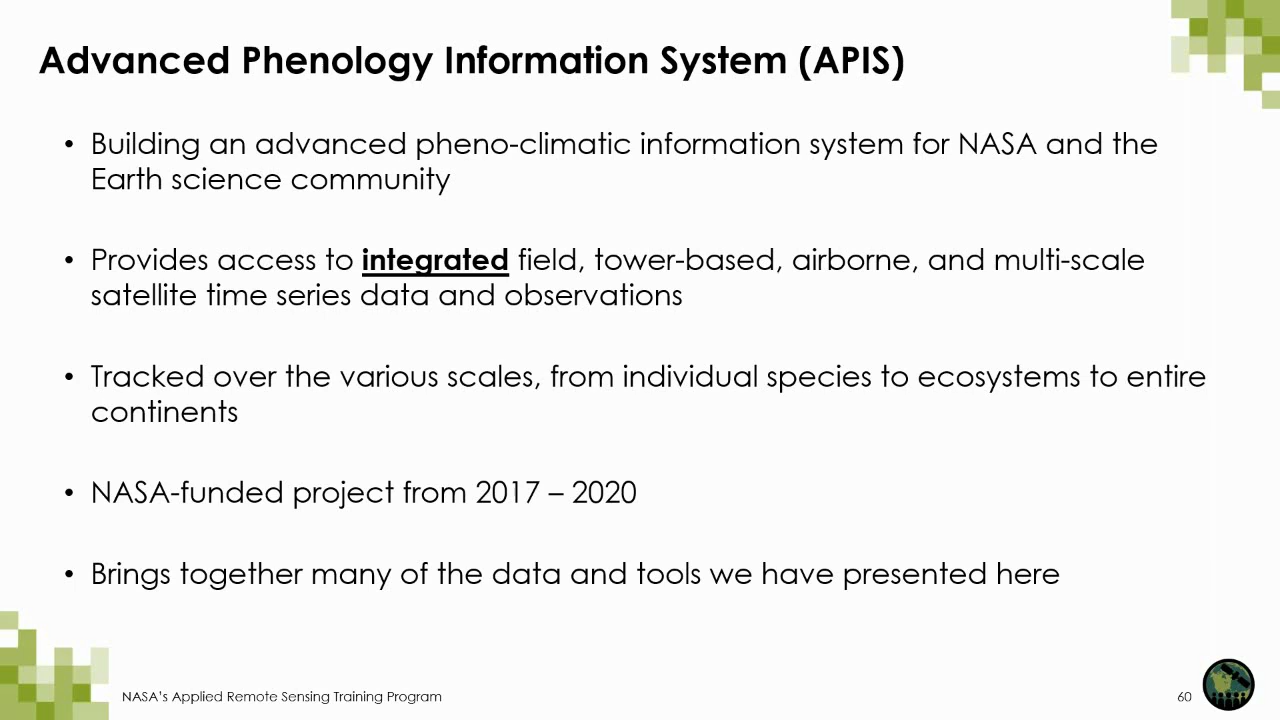 Advanced Phenology Information System (APIS)
• Building an advanced pheno-climatic information system for NASA and the
Earth science community
• Provides access to integrated field, tower-based, airborne, and multi-scale
satellite time series data and observations
• Tracked over the various scales, from individual species to ecosystems to entire
continents
• NASA-funded project from 2017 – 2020
• Brings together many of the data and tools we have presented here
NASA's Applied Remote Sensing Training Program
60